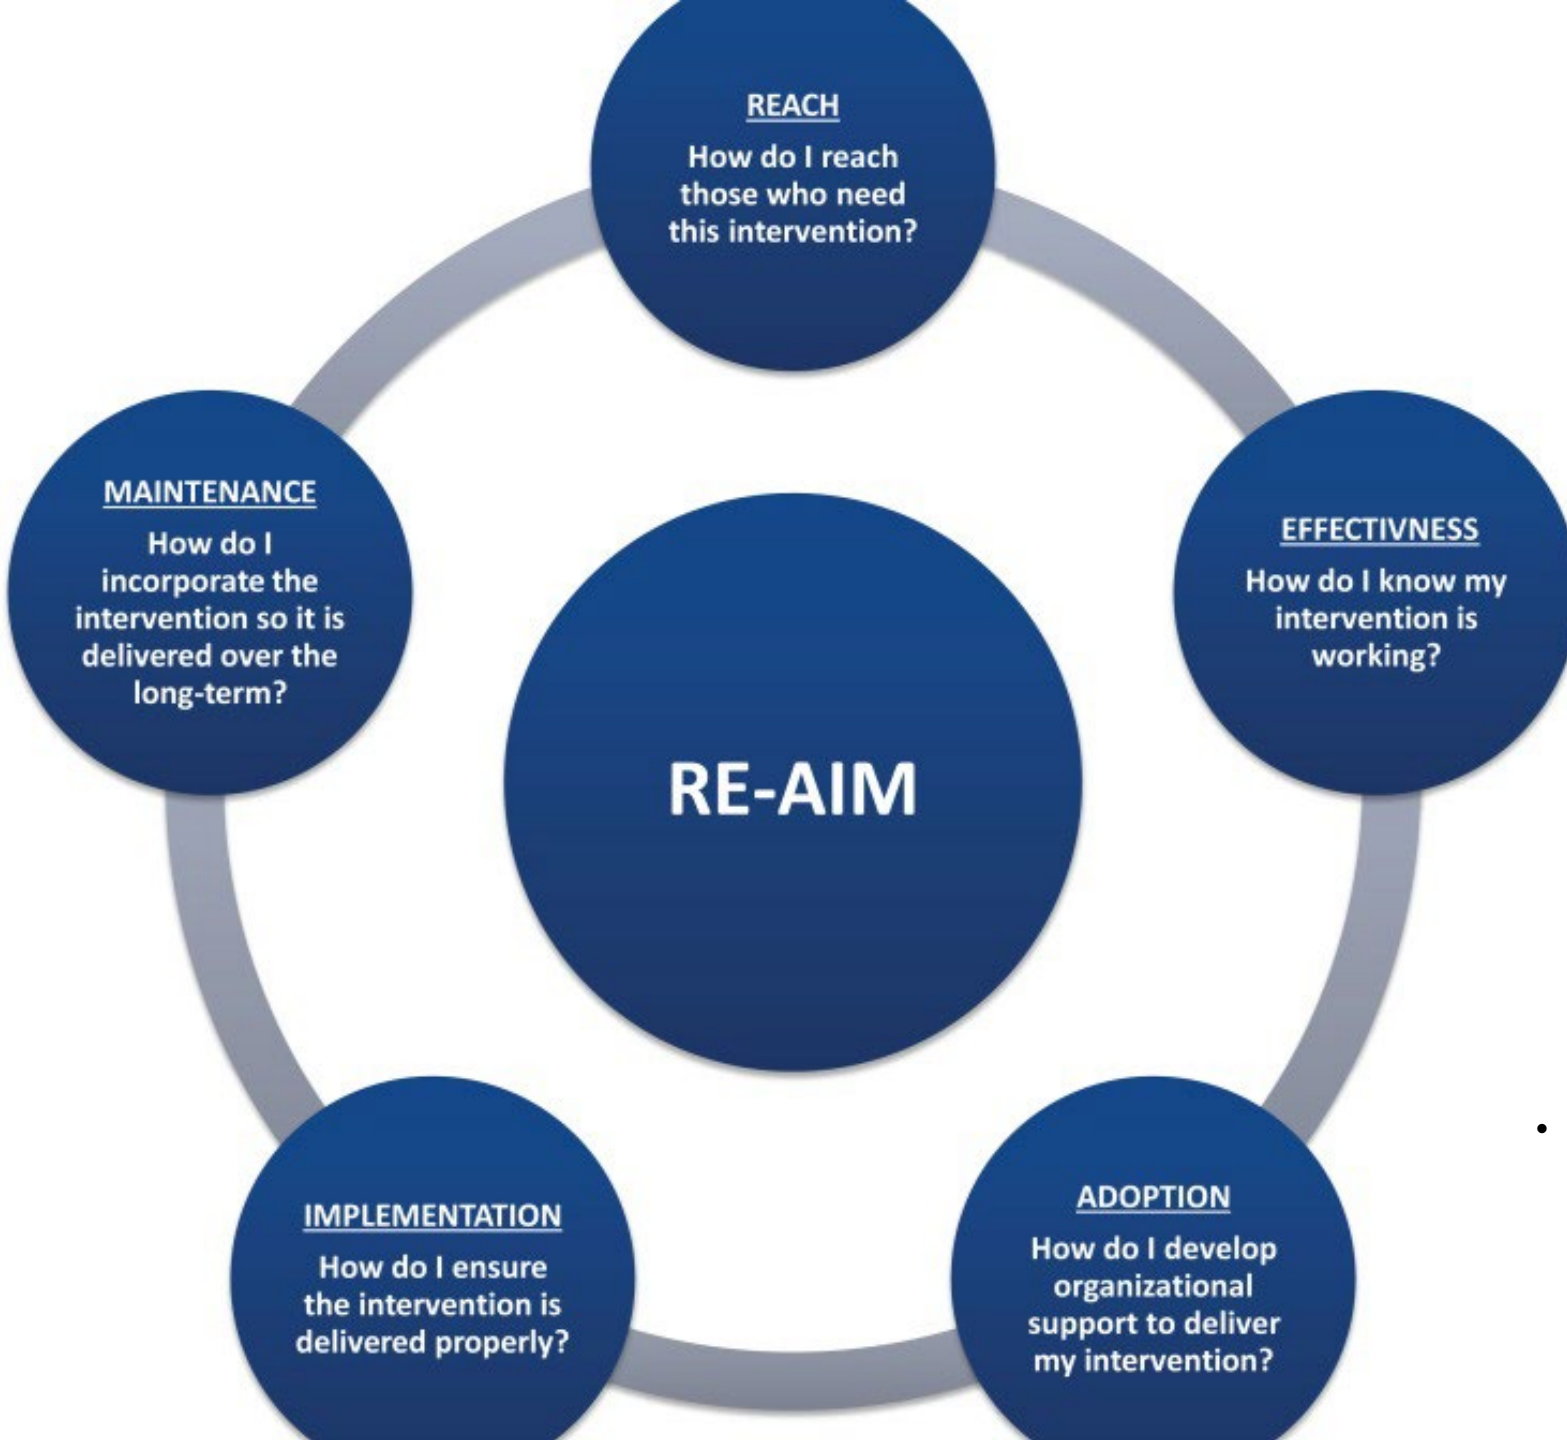 REACH
How do I reach
those who need
this intervention?
MAINTENANCE
How do I
incorporate the
intervention so it is
delivered over the
long-term?
EFFECTIVNESS
How do I know my
intervention is
working?
RE-AIM
IMPLEMENTATION
How do I ensure
the intervention is
delivered properly?
ADOPTION
How do I develop
organizational
support to deliver
my intervention?
•